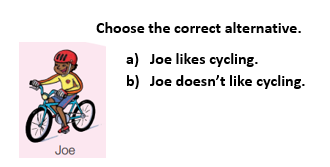 Choose the correct alternative.
a) Joe likes cycling.
b) Joe doesn't like cycling.
Joe